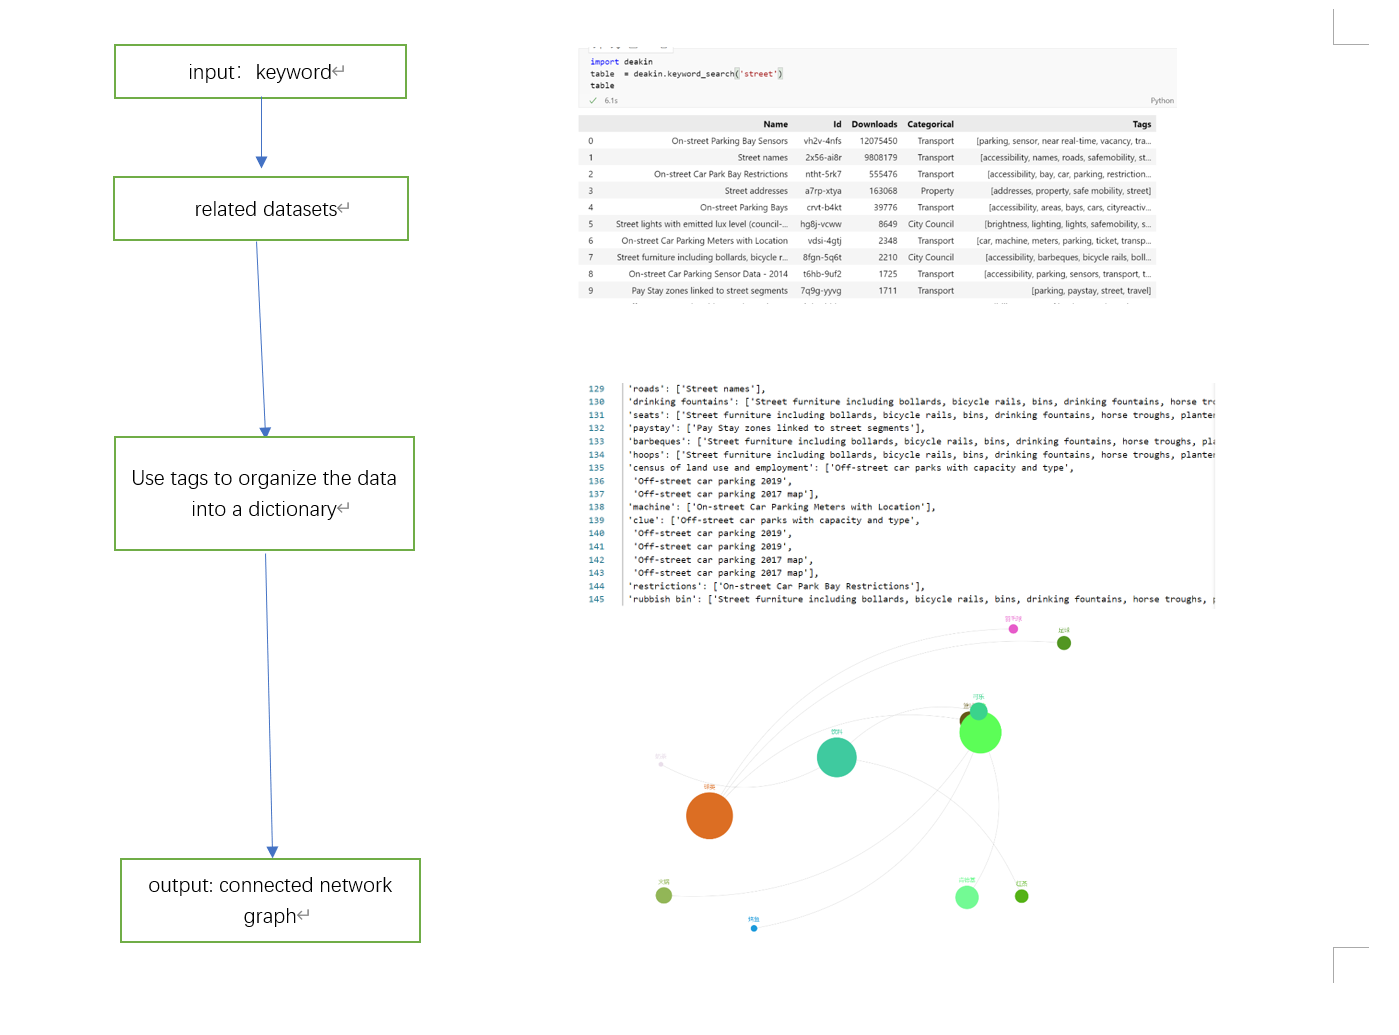 input： keyword↵
related datasets↵
Use tags to organize the data
into a dictionary↵
output: connected network
graph↵
import deakin
table = deakin.keyword_search('street')
table
6.1s
Python
Name Id Downloads Categorical Tags
0 On-street Parking Bay Sensors vh2v-4nfs 12075450 Transport [parking, sensor, near real-time, vacancy, tra...
1 Street names 2x56-ai8r 9808179 Transport [accessibility, names, roads, safemobility, st...
2 On-street Car Park Bay Restrictions ntht-5rk7 555476 Transport [accessibility, bay, car, parking, restriction...
3 Street addresses a7rp-xtya 163068 Property [addresses, property, safe mobility, street]
4 On-street Parking Bays crvt-b4kt 39776 Transport [accessibility, areas, bays, cars, cityreactiv...
5 Street lights with emitted lux level (council-... hg8j-vcww 8649 City Council [brightness, lighting, lights, safemobility, s...
6 On-street Car Parking Meters with Location vdsi-4gtj 2348 Transport [car, machine, meters, parking, ticket, transp...
7 Street furniture including bollards, bicycle r... 8fgn-5q6t 2210 City Council [accessibility, barbeques, bicycle rails, boll...
8 On-street Car Parking Sensor Data - 2014 t6hb-9uf2 1725 Transport [accessibility, parking, sensors, transport, t...
9 Pay Stay zones linked to street segments 7q9g-yyvg 1711 Transport [parking, paystay, street, travel]
129 'roads': ['Street names'],
130 'drinking fountains': ['Street furniture including bollards, bicycle rails, bins, drinking fountains, horse tro
131 'seats': ['Street furniture including bollards, bicycle rails, bins, drinking fountains, horse troughs, planter
132 'paystay': ['Pay Stay zones linked to street segments'],
133 'barbeques': ['Street furniture including bollards, bicycle rails, bins, drinking fountains, horse troughs, pla
134 'hoops': ['Street furniture including bollards, bicycle rails, bins, drinking fountains, horse troughs, planter
135 'census of land use and employment': ['Off-street car parks with capacity and type',
136 'Off-street car parking 2019',
137 'Off-street car parking 2017 map'],
138 'machine': ['On-street Car Parking Meters with Location'],
139 'clue': ['Off-street car parks with capacity and type',
140 'Off-street car parking 2019',
141 'Off-street car parking 2019',
142 'Off-street car parking 2017 map',
143 'Off-street car parking 2017 map'],
144 'restrictions': ['On-street Car Park Bay Restrictions'],
145 'rubbish bin': ['Street furniture including bollards, bicycle rails, bins, drinking fountains, horse troughs, p
足球
可乐
饮料
火锅
红茶